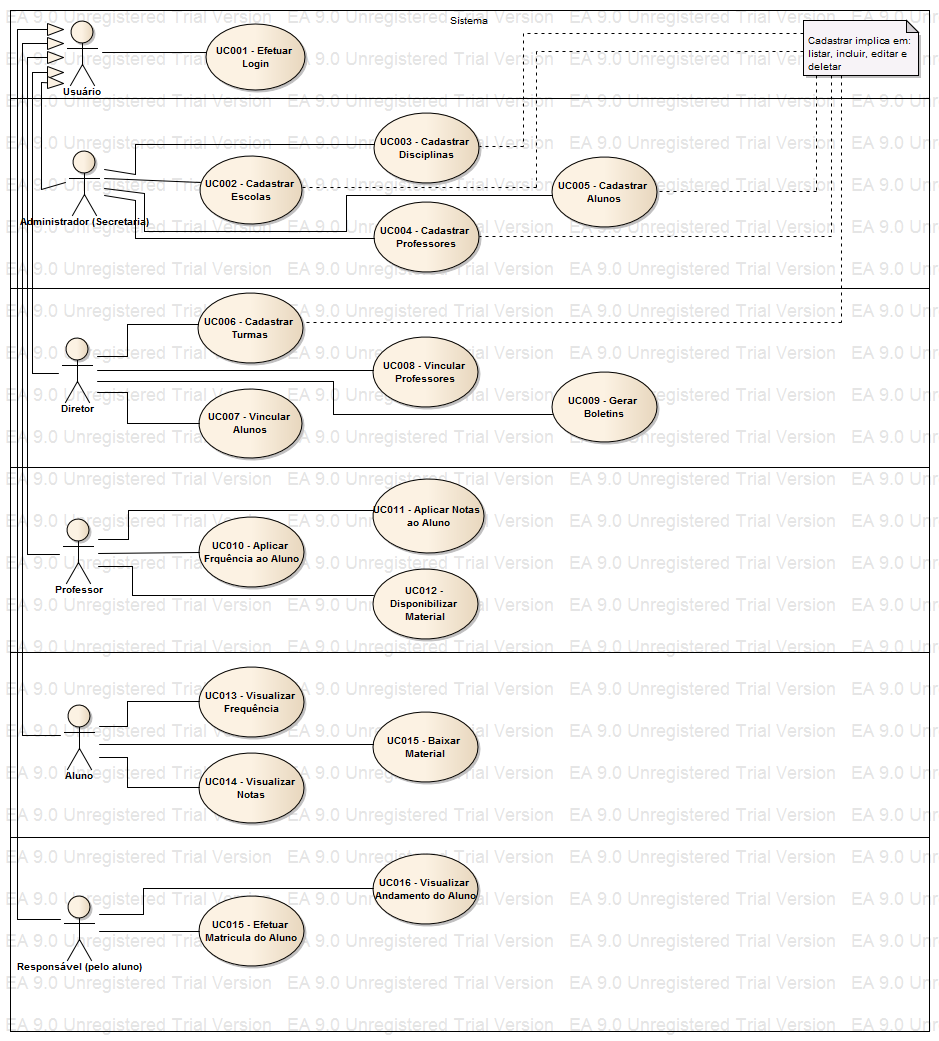 Sistema
Cadastrar implica em:
listar, incluir, editar e
deletar
UC001 - Efetuar
Login
Usuário
UC003 - Cadastrar
Disciplinas
UC002 - Cadastrar
Escolas
UC005 - Cadastrar
Alunos
Administrador (Secretaria)
UC004 - Cadastrar
Professores
UC006 - Cadastrar
Turmas
UC008 - Vincular
Professores
Diretor
UC009 - Gerar
Boletins
UC007 - Vincular
Alunos
UC011 - Aplicar Notas
ao Aluno
UC010 - Aplicar
Frquência ao Aluno
Professor
UC012 -
Disponibilizar
Material
UC013 - Visualizar
Frequência
UC015 - Baixar
Material
Aluno
UC014 - Visualizar
Notas
UC016 - Visualizar
Andamento do Aluno
UC015 - Efetuar
Matricula do Aluno
Responsável (pelo aluno)
EA 9.0 Unregistered Trial Version